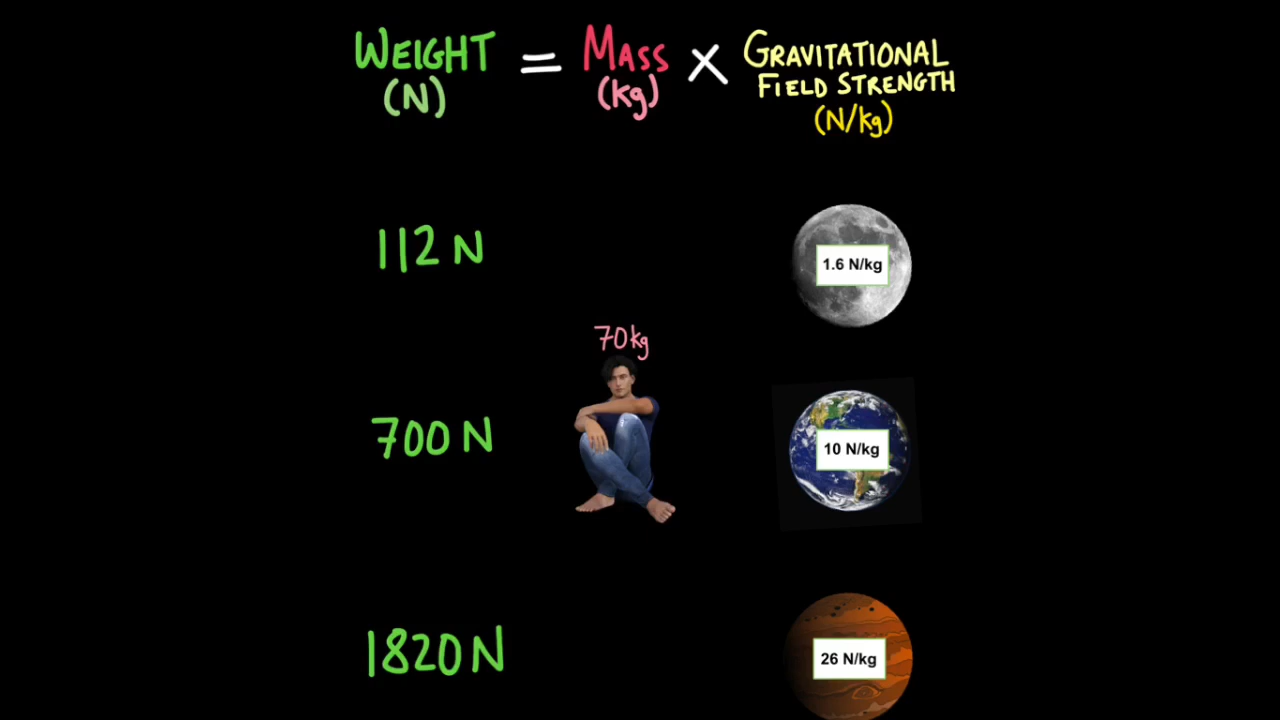 WEIGHT = MASS × GRAVITATIONAL
FIELD STRENGTH
(N) (kg) (N/kg)
112 N
1.6 N/kg
70kg
700 N
10 N/kg
1820 N
26 N/kg